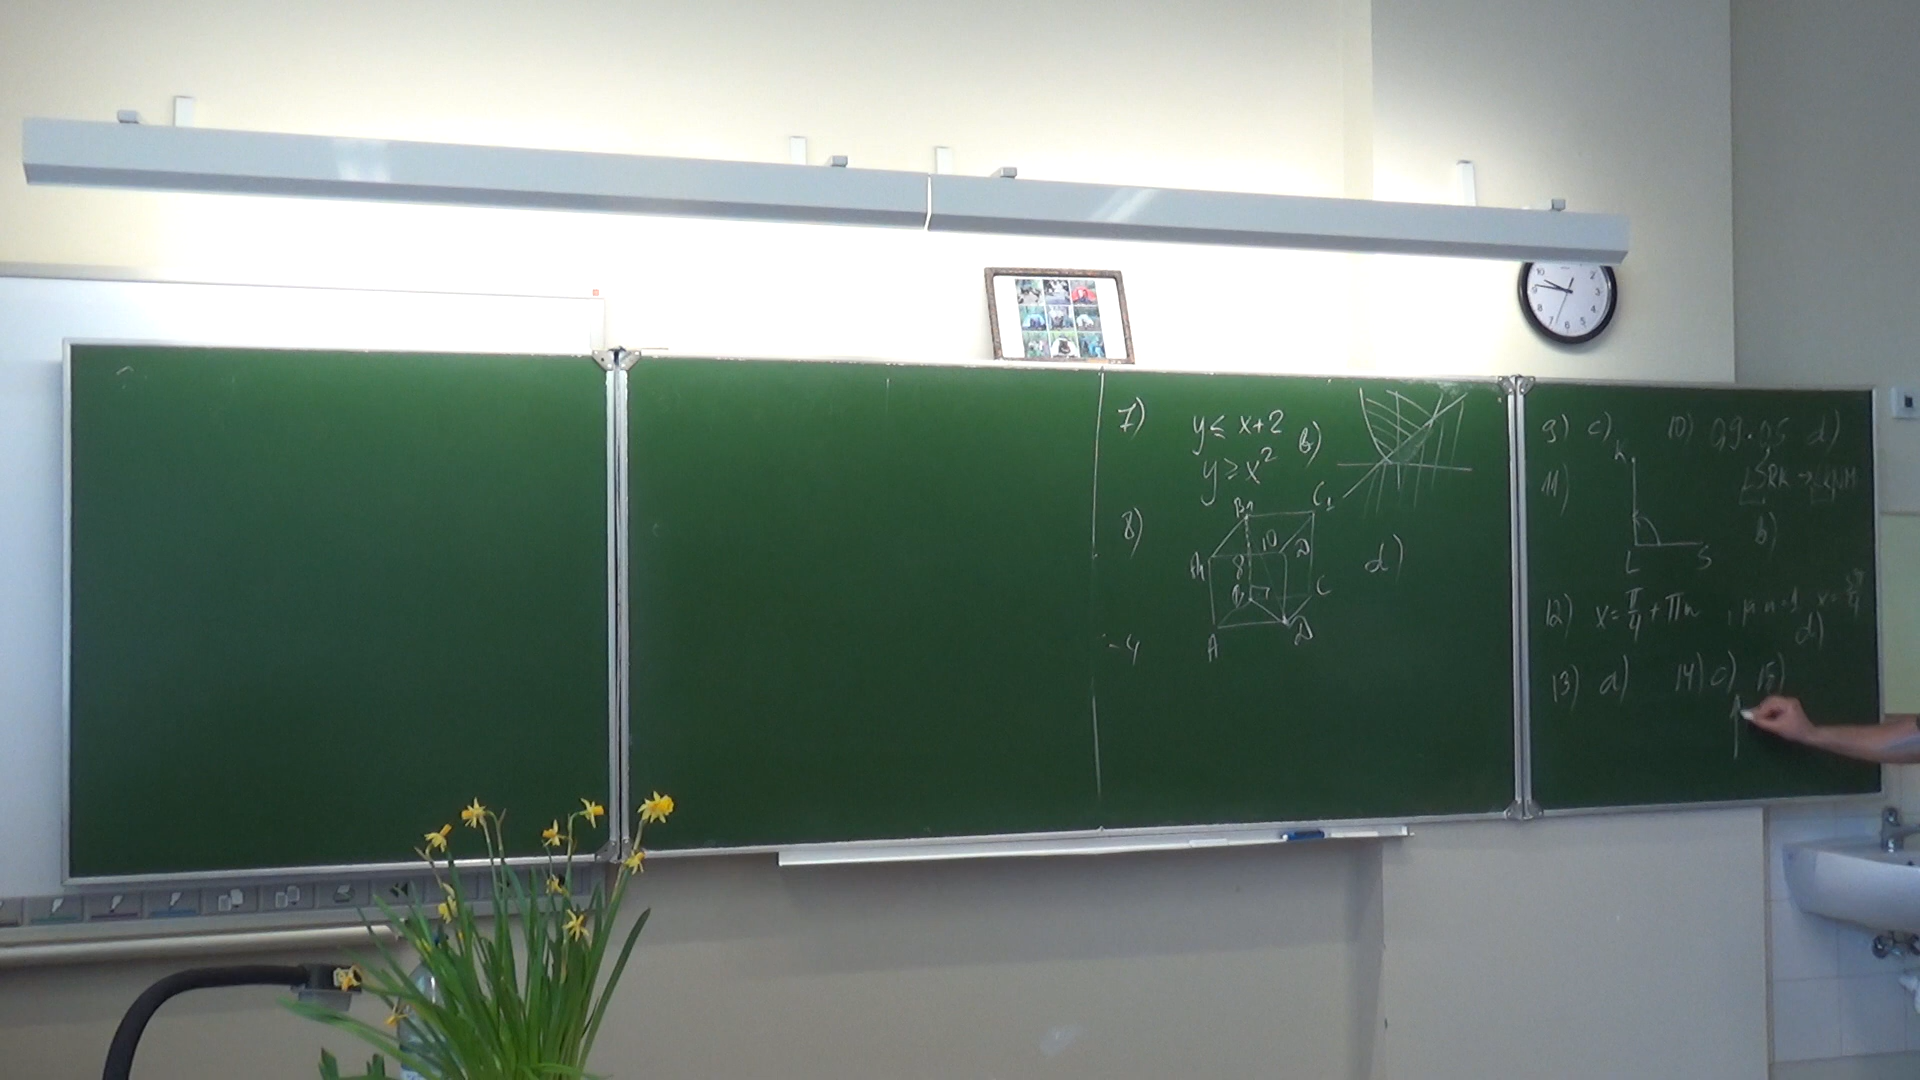 7) y ≤ x+2 b)
y ≥ x²
8) d)
B₁ C₁
A₁ 8 10 D
B C
A D
-4
9) c) 10) 0,9·0,5 d)
11) K
L S
b)
12) x = π/4 + πn, n=1 x=
d)
13) a) 14) c) 15)